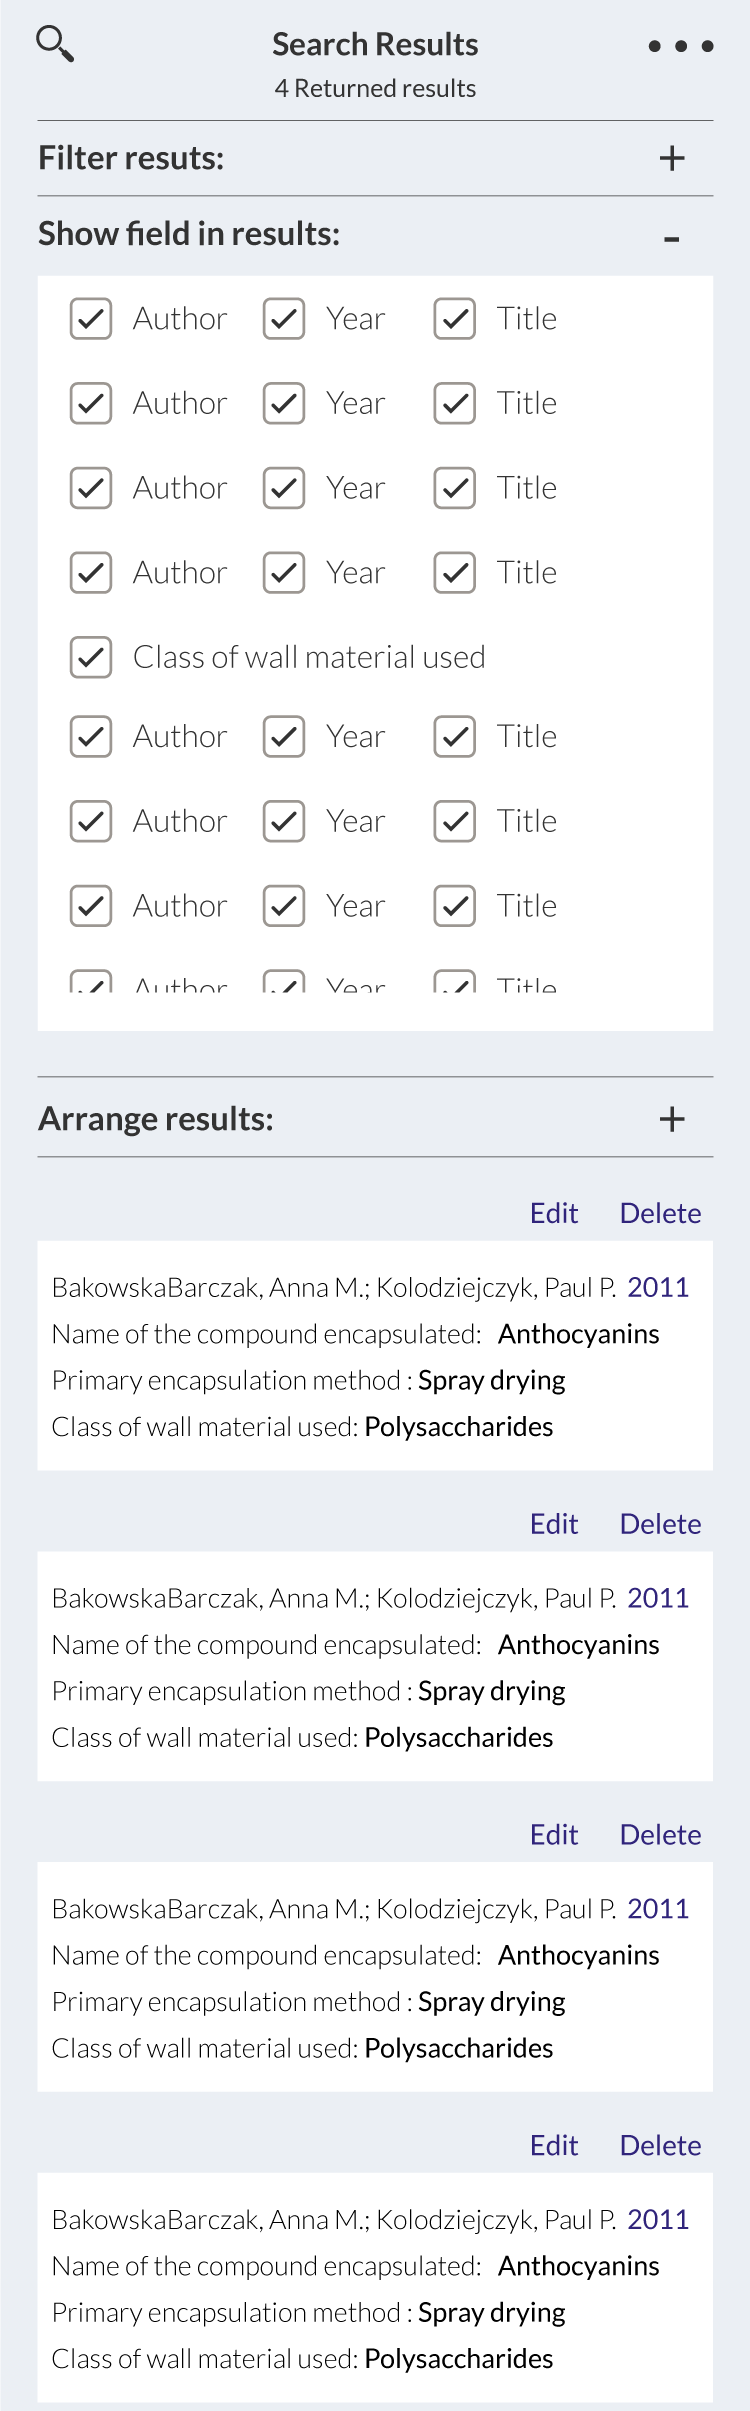 Search Results
4 Returned results
Filter resuts:
Show field in results:
Author Year Title
Author Year Title
Author Year Title
Author Year Title
Class of wall material used
Author Year Title
Author Year Title
Author Year Title
Author Year Title
Arrange results:
Edit Delete
BakowskaBarczak, Anna M.; Kolodziejczyk, Paul P. 2011
Name of the compound encapsulated: Anthocyanins
Primary encapsulation method : Spray drying
Class of wall material used: Polysaccharides
Edit Delete
BakowskaBarczak, Anna M.; Kolodziejczyk, Paul P. 2011
Name of the compound encapsulated: Anthocyanins
Primary encapsulation method : Spray drying
Class of wall material used: Polysaccharides
Edit Delete
BakowskaBarczak, Anna M.; Kolodziejczyk, Paul P. 2011
Name of the compound encapsulated: Anthocyanins
Primary encapsulation method : Spray drying
Class of wall material used: Polysaccharides
Edit Delete
BakowskaBarczak, Anna M.; Kolodziejczyk, Paul P. 2011
Name of the compound encapsulated: Anthocyanins
Primary encapsulation method : Spray drying
Class of wall material used: Polysaccharides